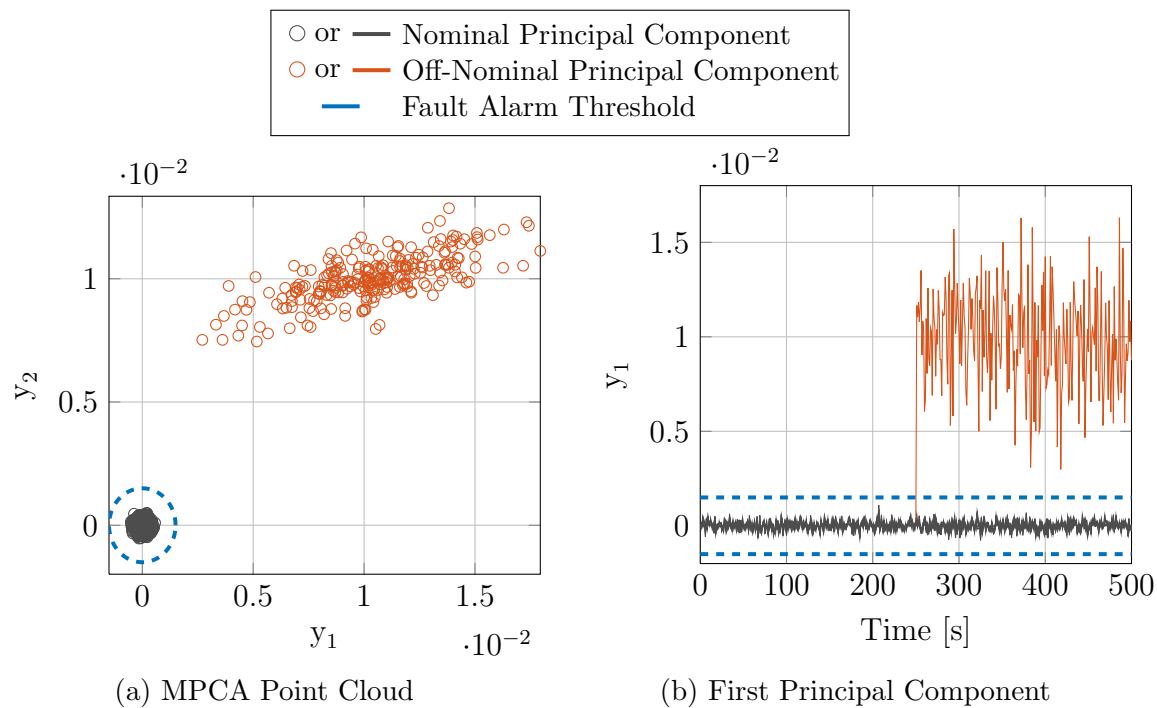 ○ or — Nominal Principal Component
○ or — Off-Nominal Principal Component
Fault Alarm Threshold
·10⁻²
1
0.5
0
y₂
0 0.5 1 1.5
y₁
·10⁻²
(a) MPCA Point Cloud
·10⁻²
1.5
1
0.5
0
y₁
0 100 200 300 400 500
Time [s]
(b) First Principal Component